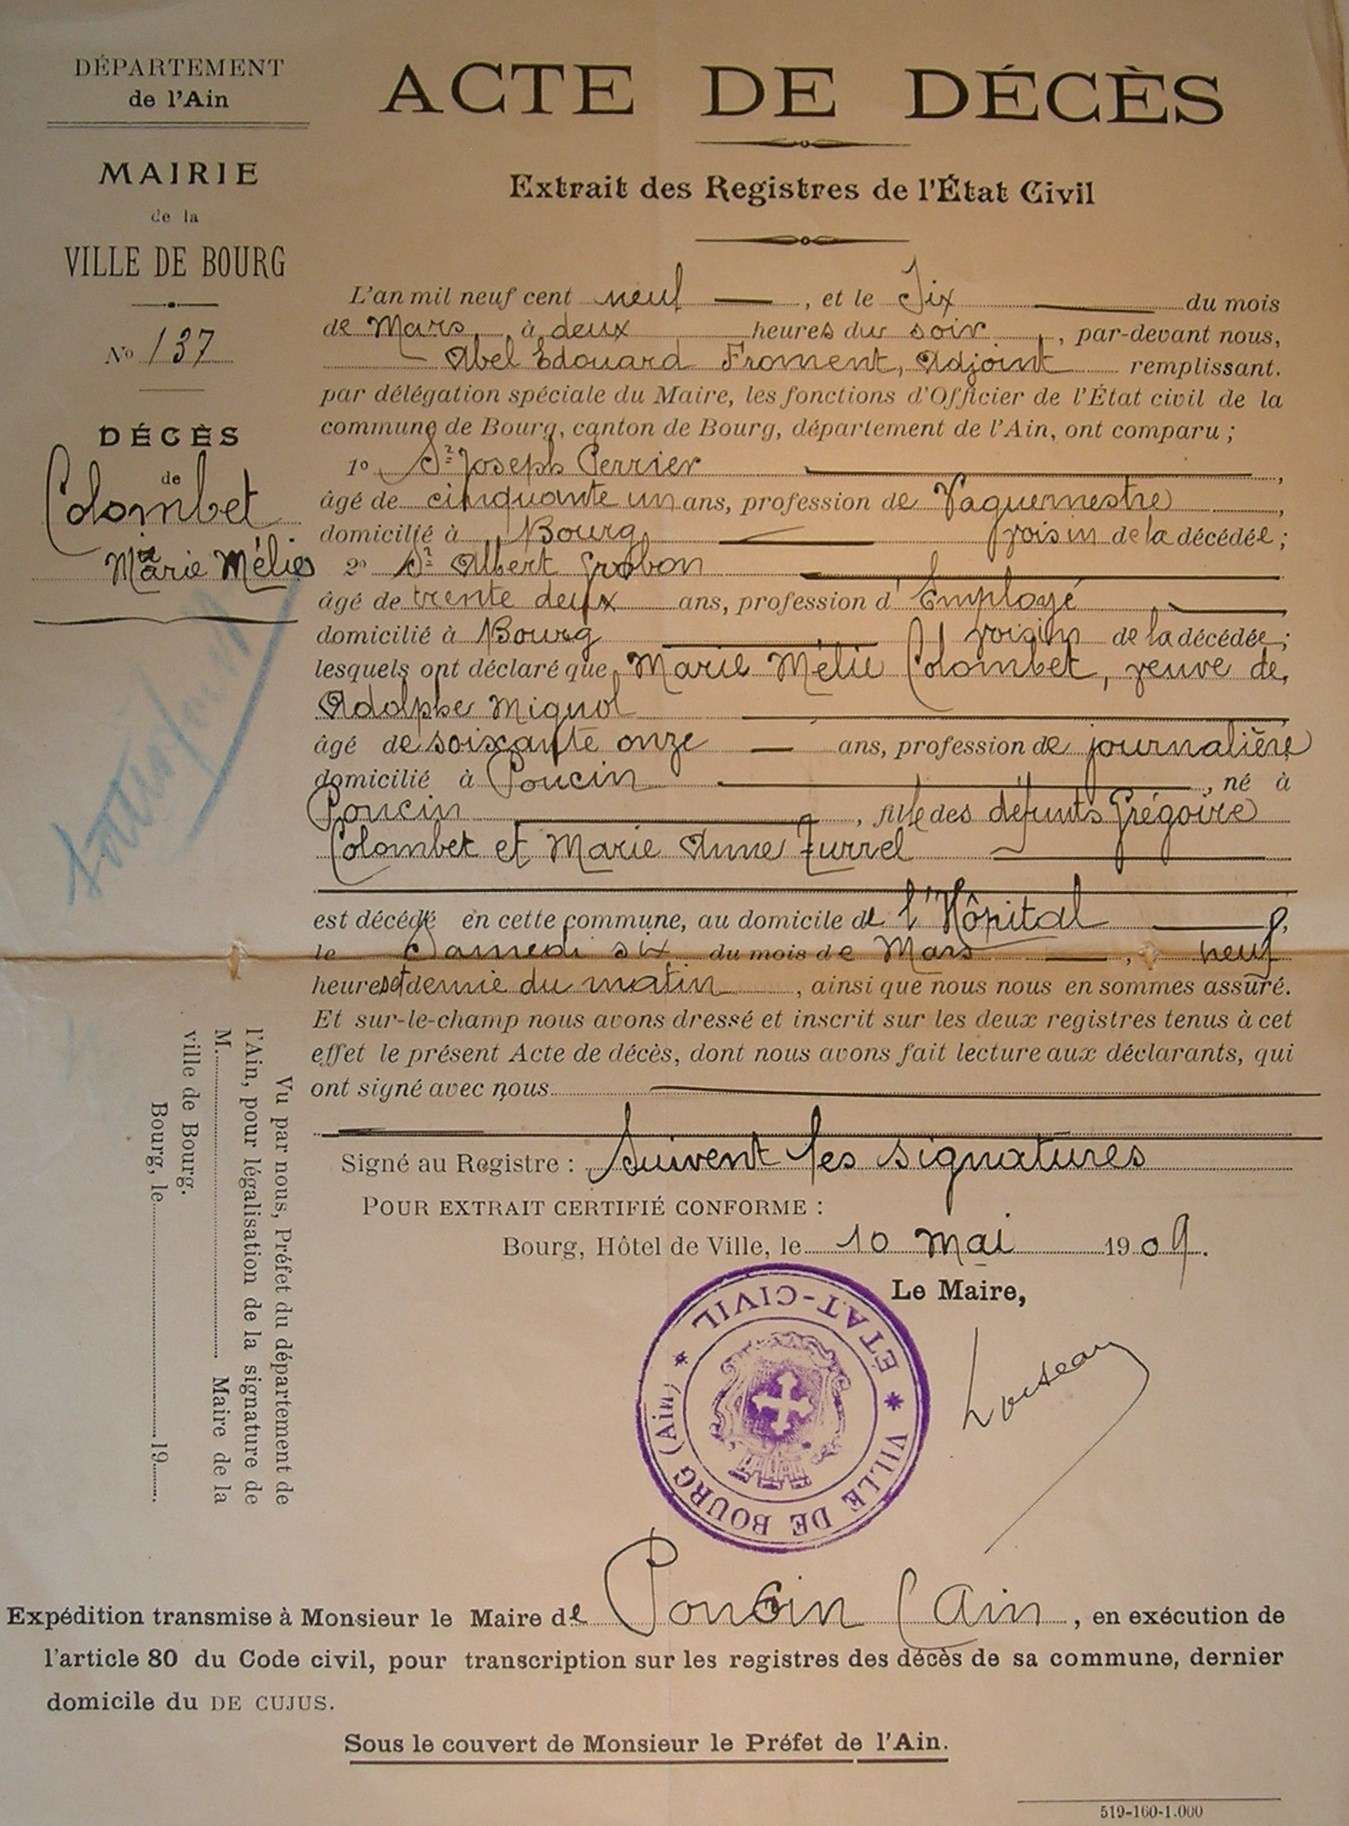 DÉPARTEMENT
de l'Ain
MAIRIE
de la
VILLE DE BOURG
No 137
DÉCÈS
de
Colombet
Marie Mélie
ACTE DE DÉCÈS
Extrait des Registres de l'État Civil
L'an mil neuf cent neuf, et le Six du mois
de Mars, à deux heures du soir, par-devant nous,
Abel Edouard Froment, Adjoint remplissant.
par délégation spéciale du Maire, les fonctions d'Officier de l'État civil de la
commune de Bourg, canton de Bourg, département de l'Ain, ont comparu ;
1o Sr Joseph Perrier,
âgé de cinquante un ans, profession de Vaguemestre,
domicilié à Bourg voisin de la décédée ;
2o Sr Albert Grobon
âgé de trente deux ans, profession d'Employé
domicilié à Bourg voisin de la décédée ;
lesquels ont déclaré que Marie Mélie Colombet, veuve de
Adolphe Mignol
âgé de soixante onze ans, profession de journalière
domicilié à Poncin, né à
Poncin, fille des défunts Grégoire
Colombet et Marie Anne Turrel
est décédé en cette commune, au domicile de l'Hôpital,
le Samedi six du mois de Mars, à neuf
heures et demie du matin, ainsi que nous nous en sommes assuré.
Et sur-le-champ nous avons dressé et inscrit sur les deux registres tenus à cet
effet le présent Acte de décès, dont nous avons fait lecture aux déclarants, qui
ont signé avec nous
Signé au Registre : Suivent les signatures
POUR EXTRAIT CERTIFIÉ CONFORME :
Bourg, Hôtel de Ville, le 10 Mai 1909.
Le Maire,
Loiseau
ÉTAT-CIVIL * VILLE DE BOURG (Ain) *
Vu par nous, Préfet du département de
l'Ain, pour légalisation de la signature de
M. Maire de la
ville de Bourg.
Bourg, le 19
Expédition transmise à Monsieur le Maire de Poncin (Ain, en exécution de
l'article 80 du Code civil, pour transcription sur les registres des décès de sa commune, dernier
domicile du DE CUJUS.
Sous le couvert de Monsieur le Préfet de l'Ain.
519-160-1.000